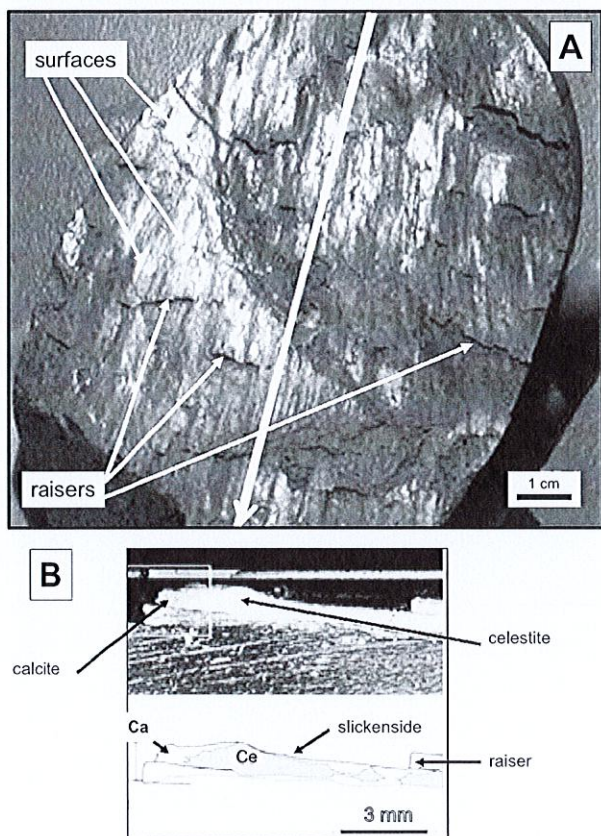 A
surfaces
raisers
1 cm
B
calcite
celestite
Ca
slickenside
Ce
raiser
3 mm